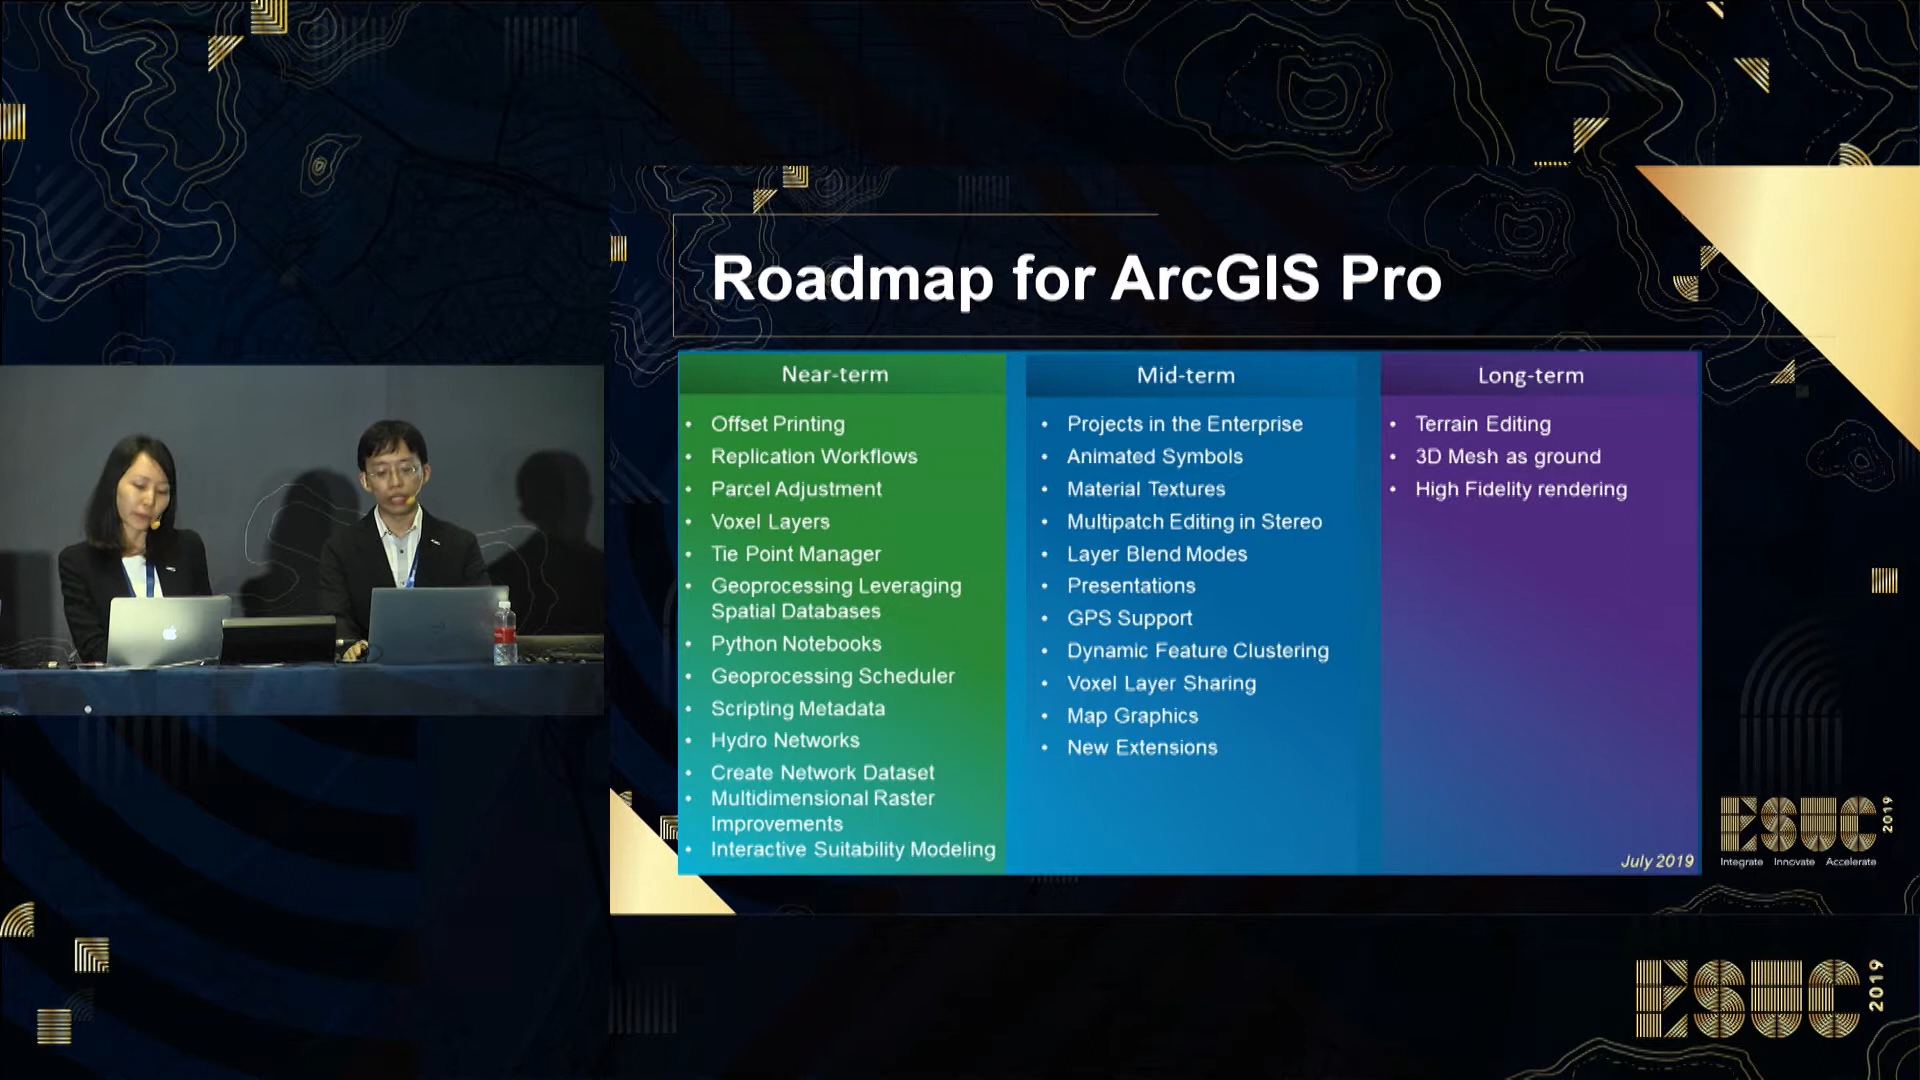 Roadmap for ArcGIS Pro
Near-term
• Offset Printing
• Replication Workflows
• Parcel Adjustment
• Voxel Layers
• Tie Point Manager
• Geoprocessing Leveraging
Spatial Databases
• Python Notebooks
• Geoprocessing Scheduler
• Scripting Metadata
• Hydro Networks
• Create Network Dataset
• Multidimensional Raster
Improvements
• Interactive Suitability Modeling
Mid-term
• Projects in the Enterprise
• Animated Symbols
• Material Textures
• Multipatch Editing in Stereo
• Layer Blend Modes
• Presentations
• GPS Support
• Dynamic Feature Clustering
• Voxel Layer Sharing
• Map Graphics
• New Extensions
Long-term
• Terrain Editing
• 3D Mesh as ground
• High Fidelity rendering
July 2019
ESUC 2019
Integrate Innovate Accelerate
ESUC 2019